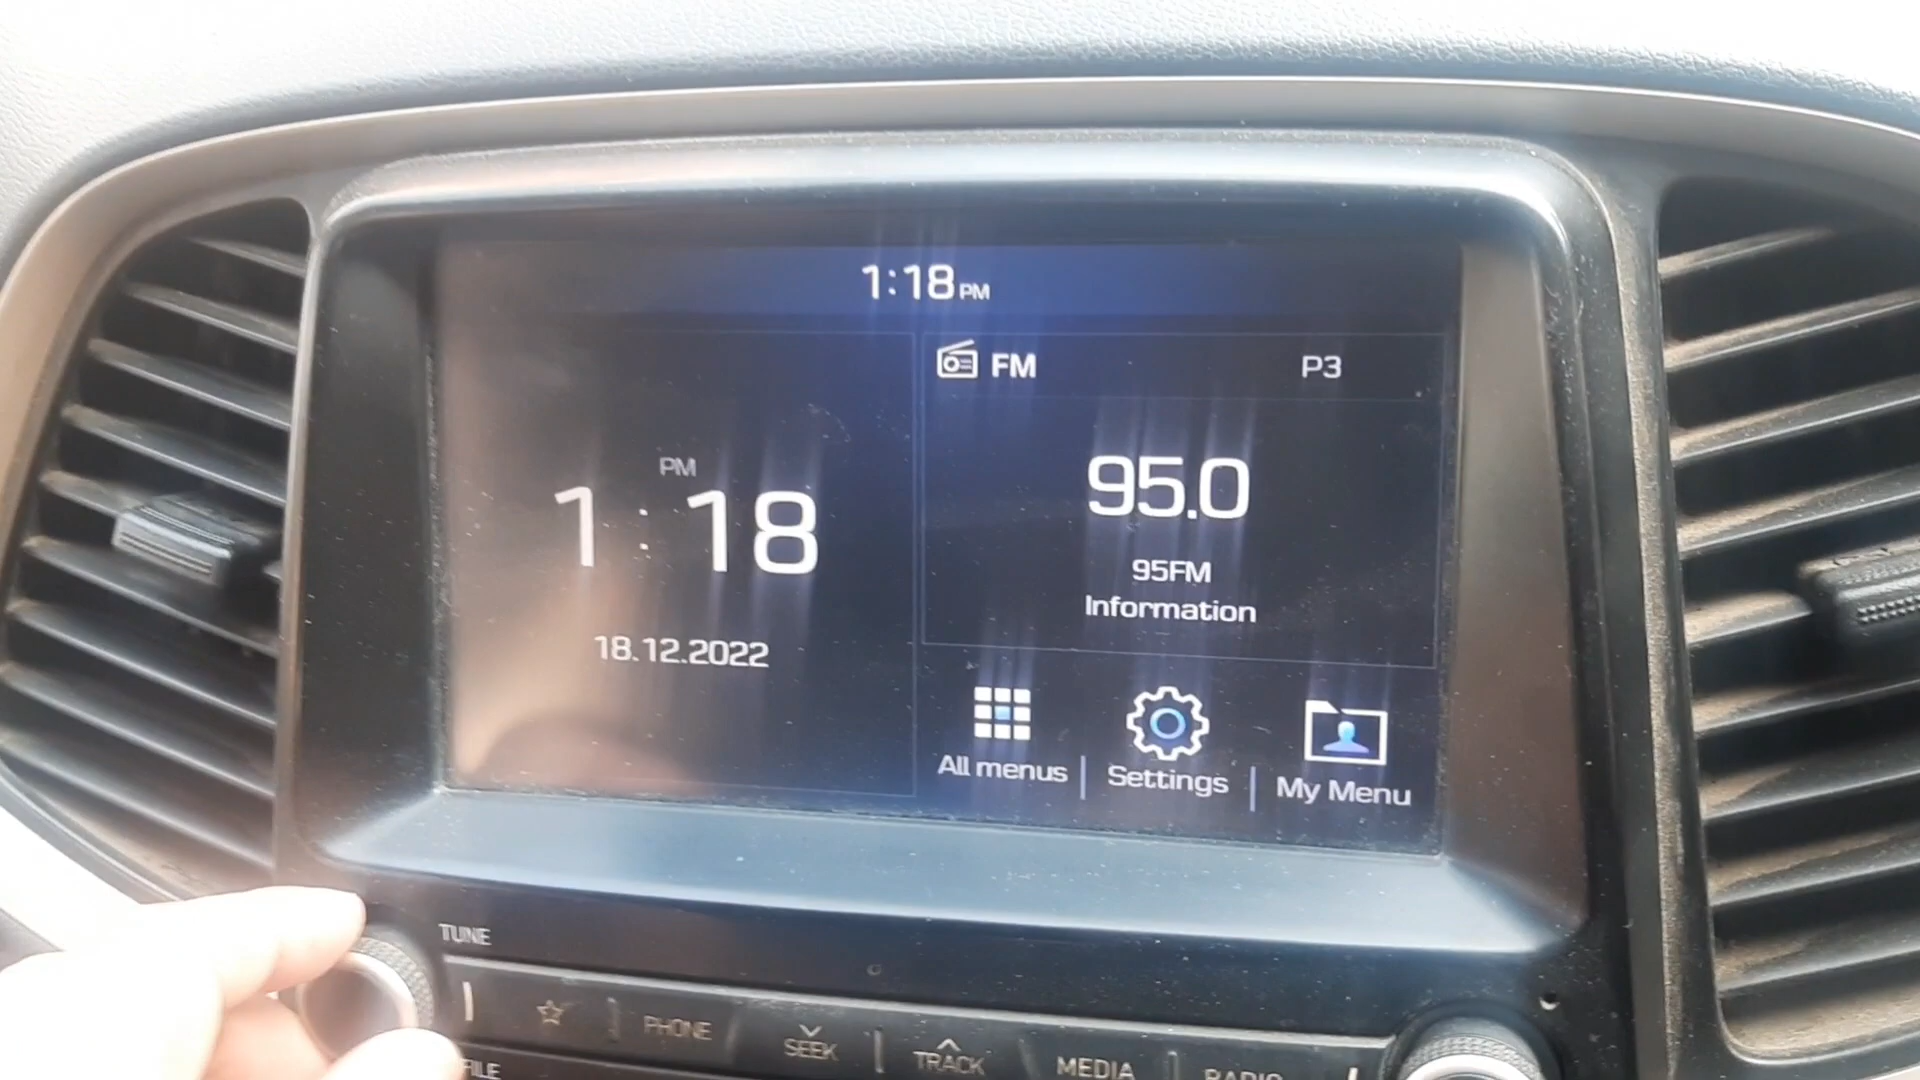 1:18 PM
FM P3
PM
1:18
18.12.2022
95.0
95FM
Information
All menus
Settings
My Menu
TUNE
PHONE
SEEK
TRACK
MEDIA
RADIO
FILE